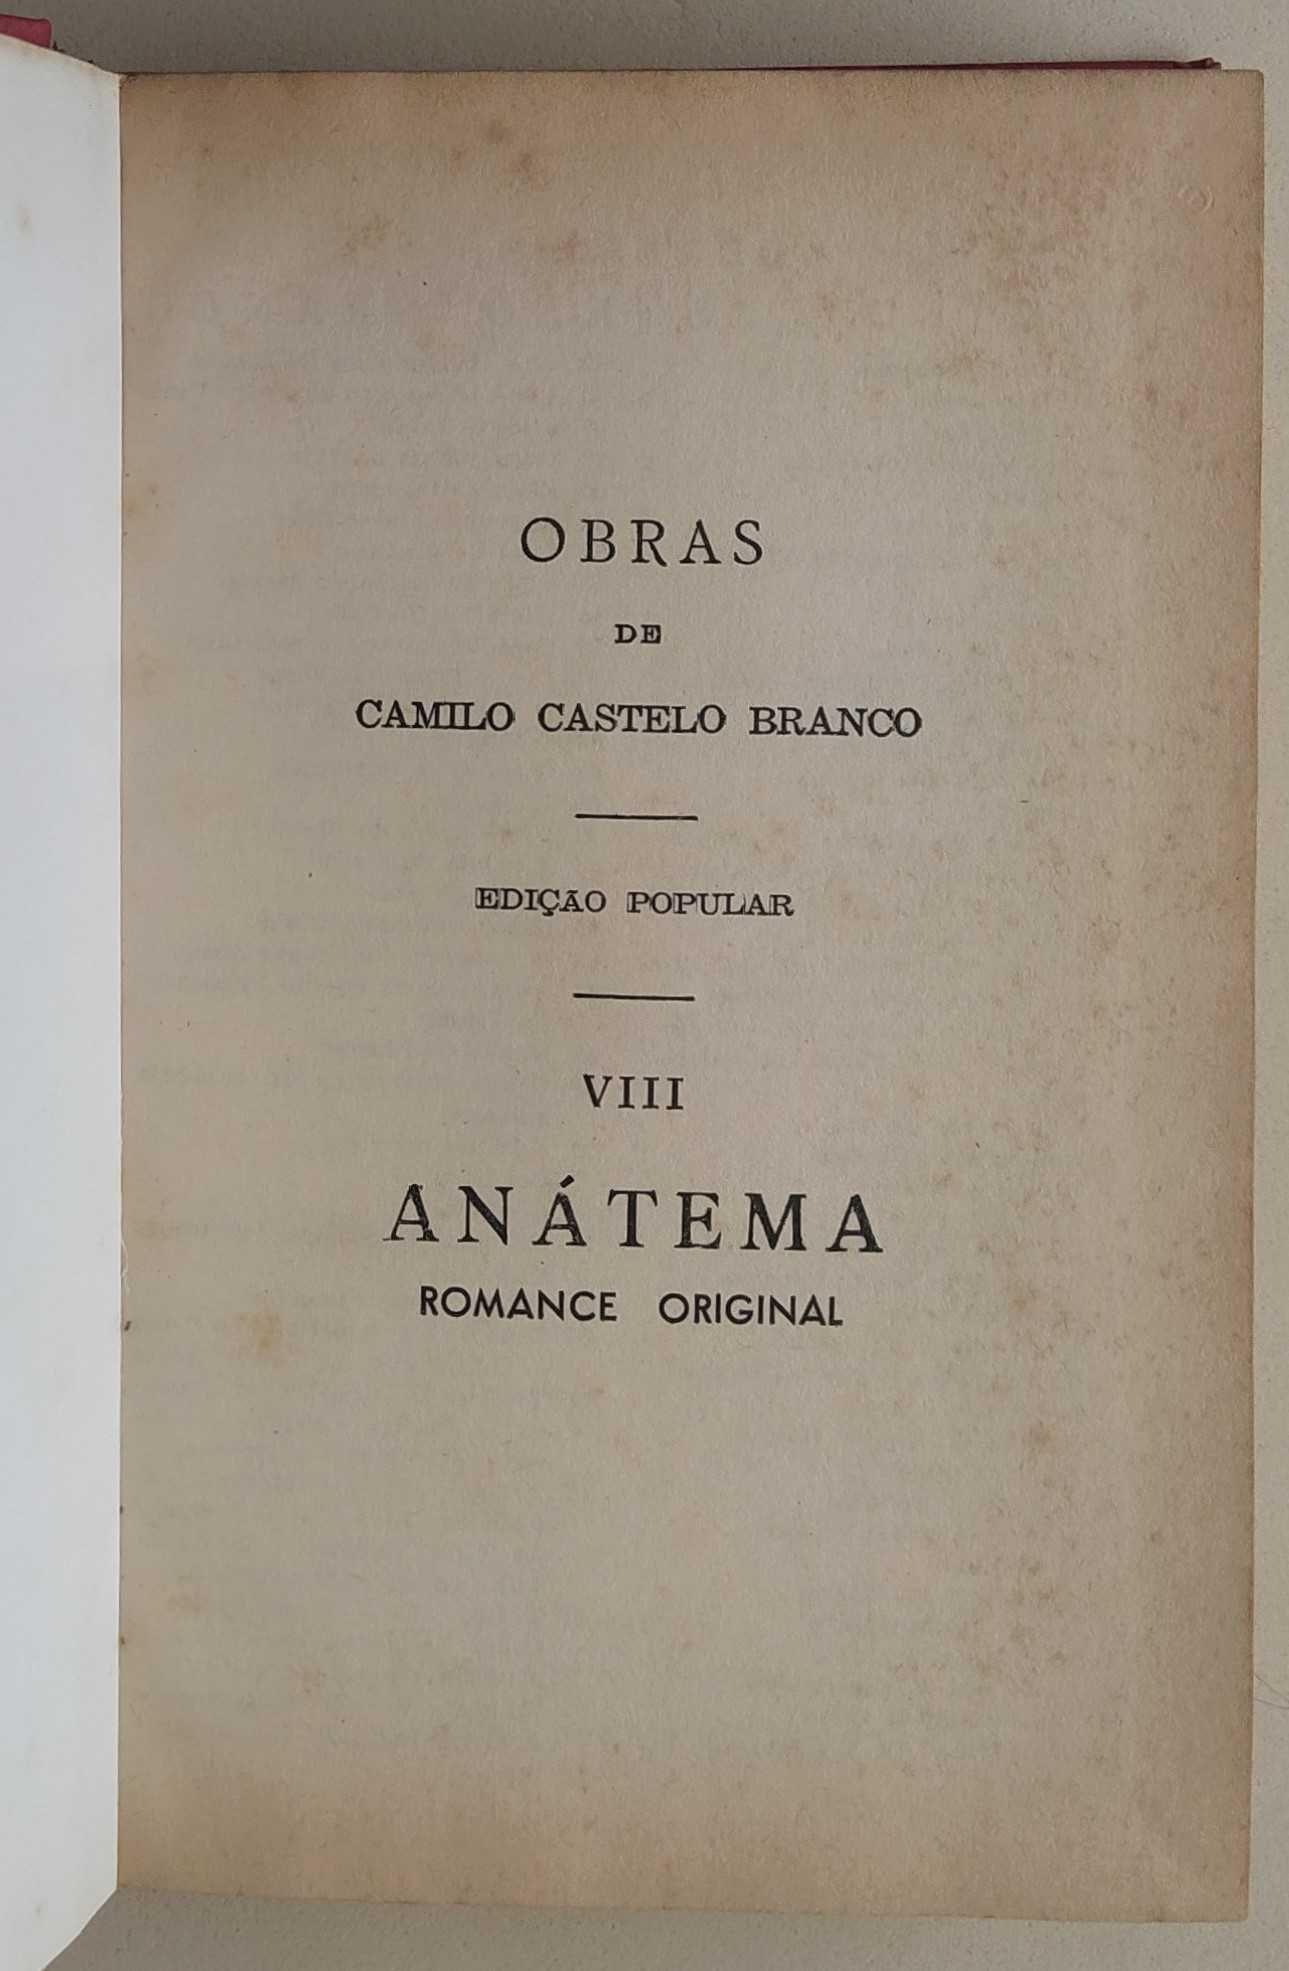 OBRAS
DE
CAMILO CASTELO BRANCO
EDIÇÃO POPULAR
VIII
ANÁTEMA
ROMANCE ORIGINAL